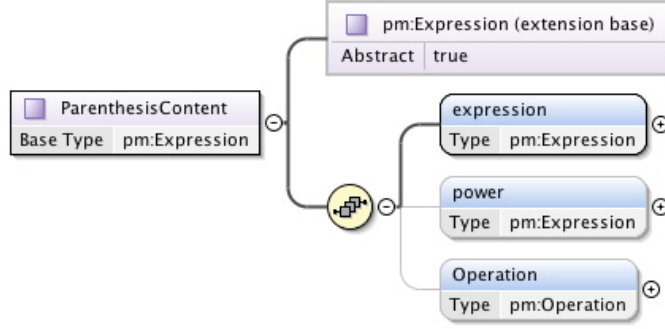 pm:Expression (extension base)
Abstract true
ParenthesisContent
Base Type pm:Expression
expression
Type pm:Expression
power
Type pm:Expression
Operation
Type pm:Operation